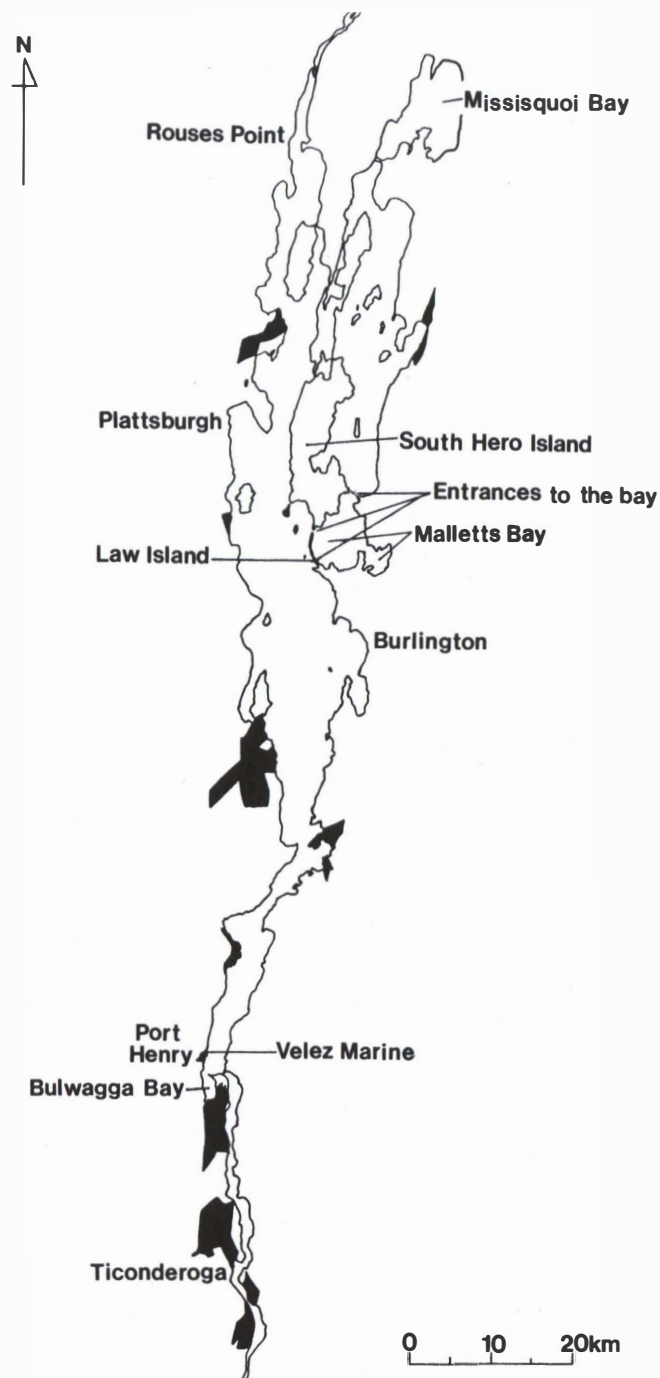 N
Missisquoi Bay
Rouses Point
Plattsburgh
South Hero Island
Entrances to the bay
Malletts Bay
Law Island
Burlington
Port
Henry
Velez Marine
Bulwagga Bay
Ticonderoga
0 10 20km